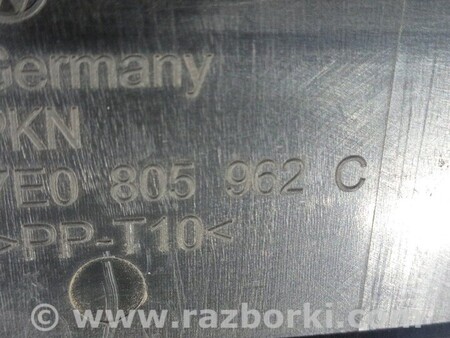 Germany
PKN
7E0 805 962 C
>PP-T10<
www.razborki.com